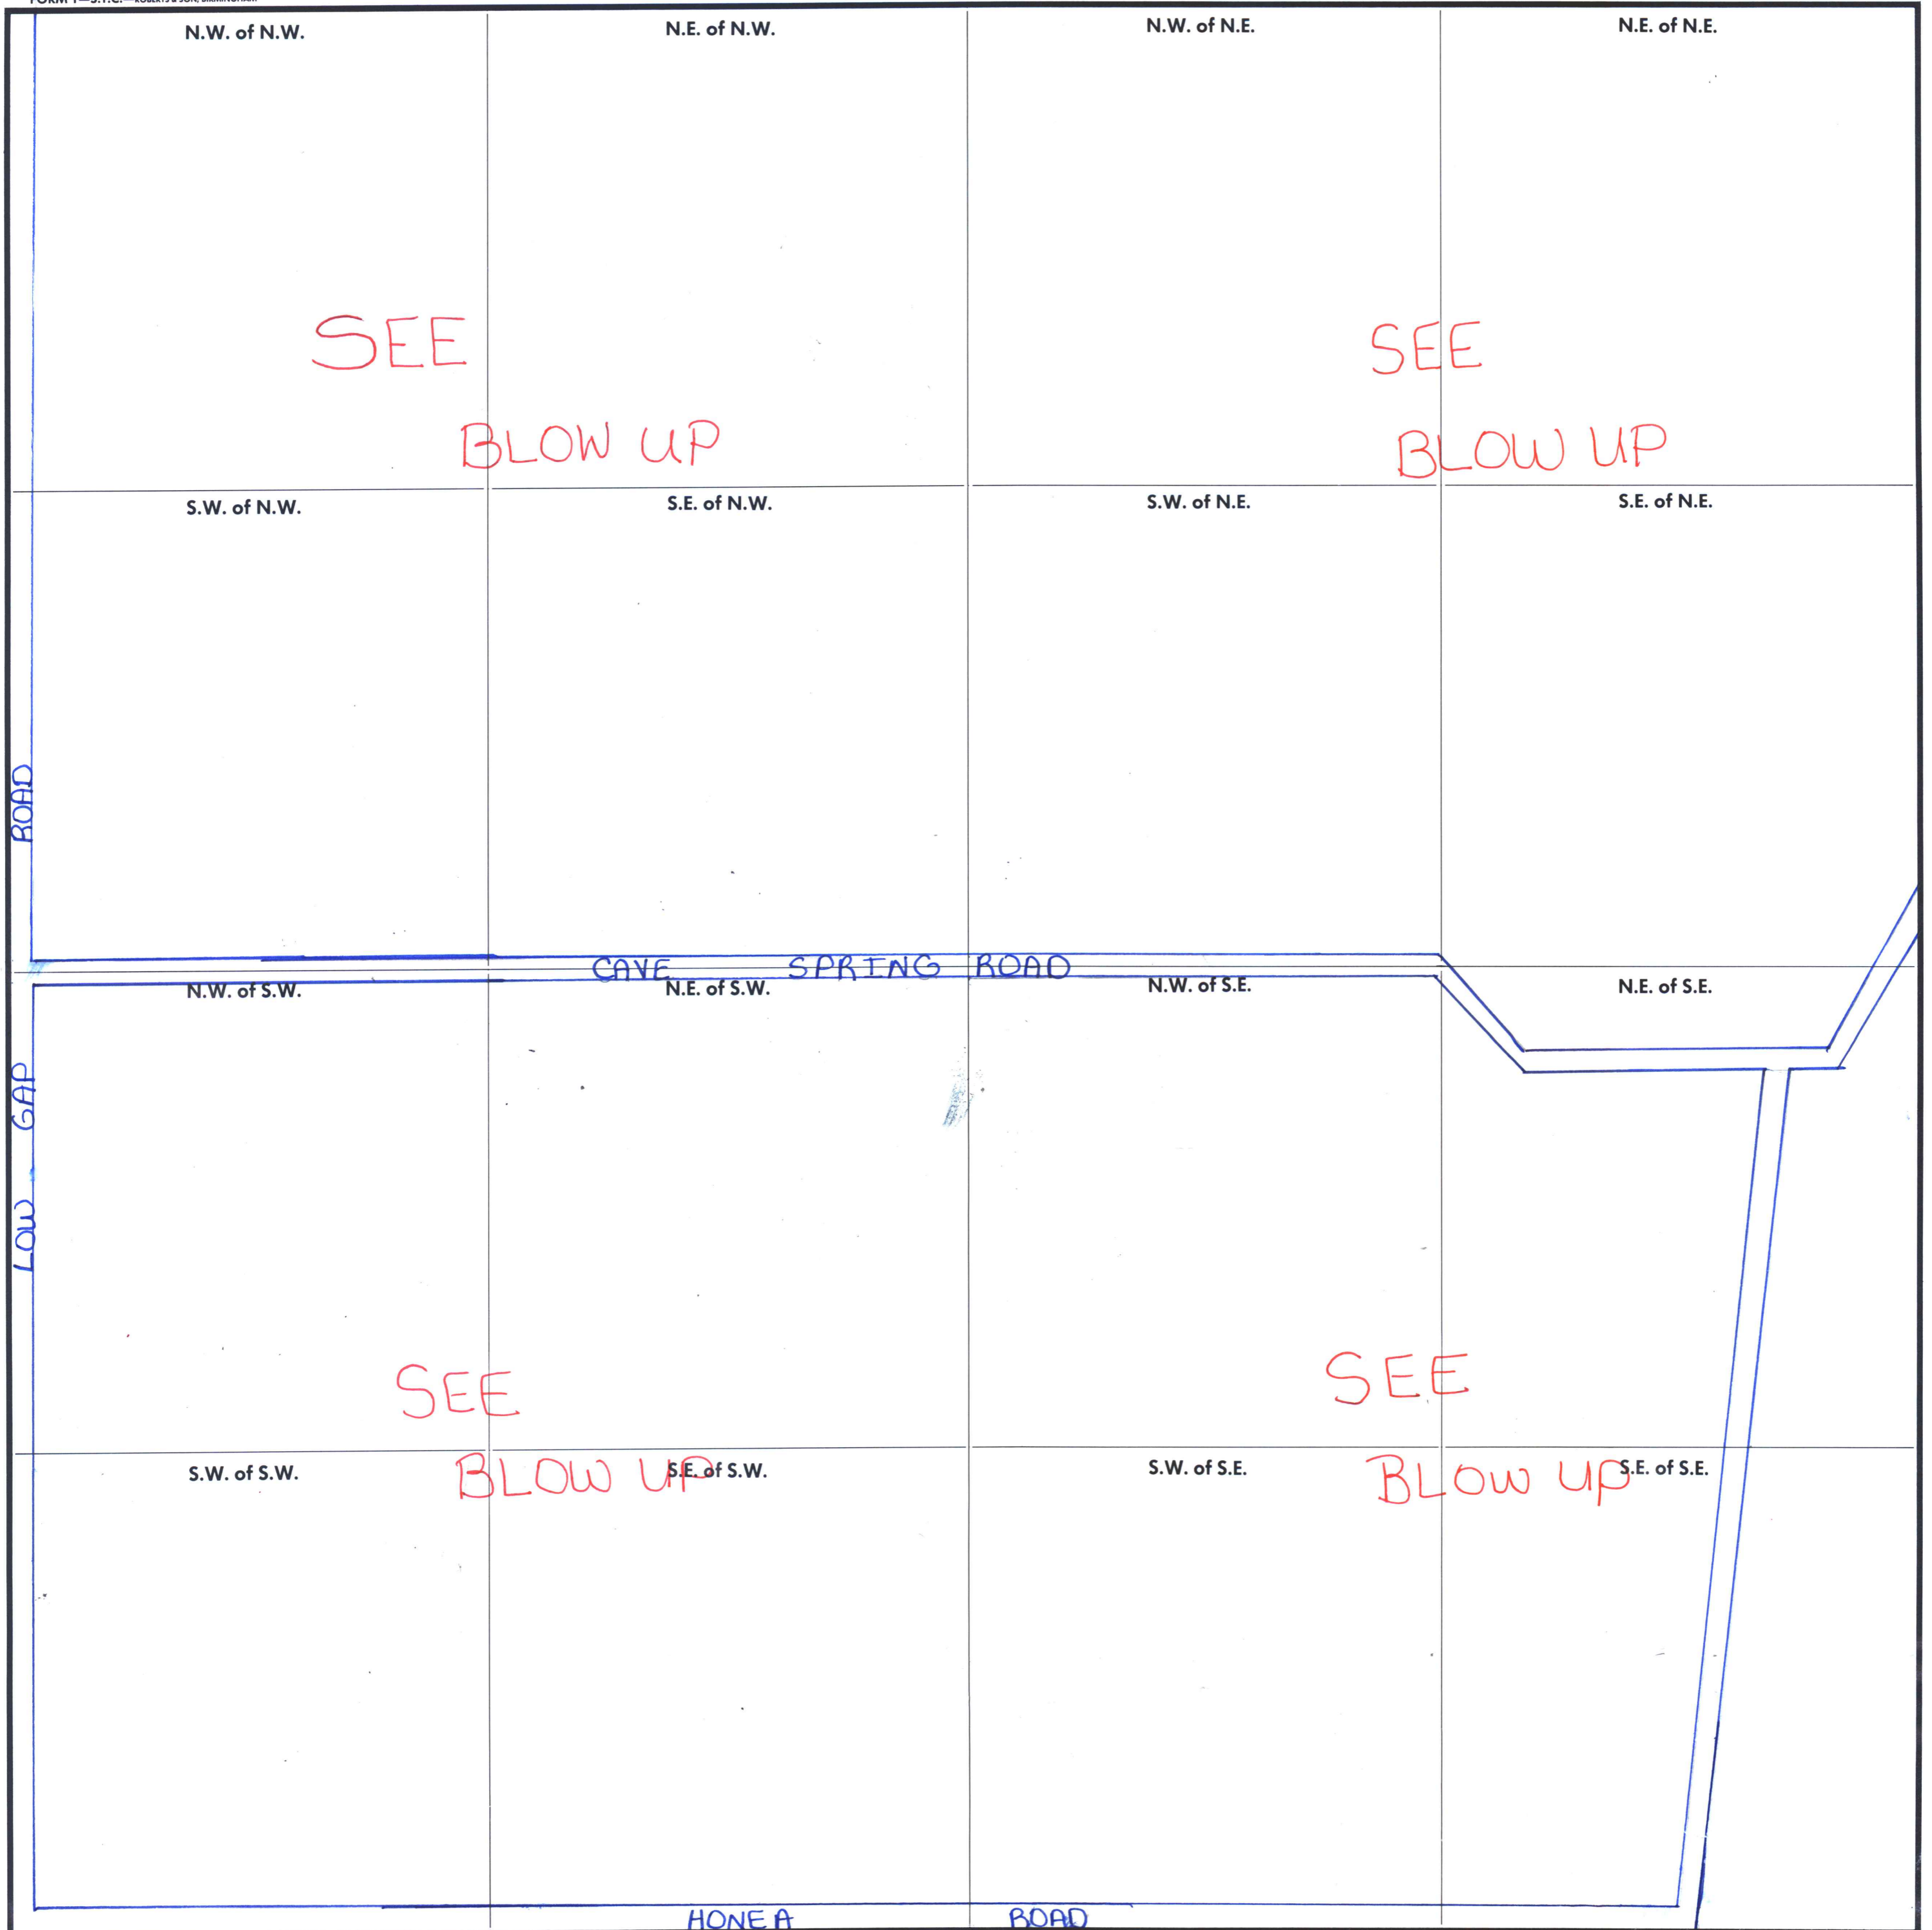 N.W. of N.W. N.E. of N.W. N.W. of N.E. N.E. of N.E.
SEE SEE
BLOW UP BLOW UP
S.W. of N.W. S.E. of N.W. S.W. of N.E. S.E. of N.E.
ROAD
CAVE SPRING ROAD
N.W. of S.W. N.E. of S.W. N.W. of S.E. N.E. of S.E.
LOW GAP
SEE SEE
S.W. of S.W. S.E. of S.W. S.W. of S.E. S.E. of S.E.
BLOW UP BLOW UP
HONEA ROAD